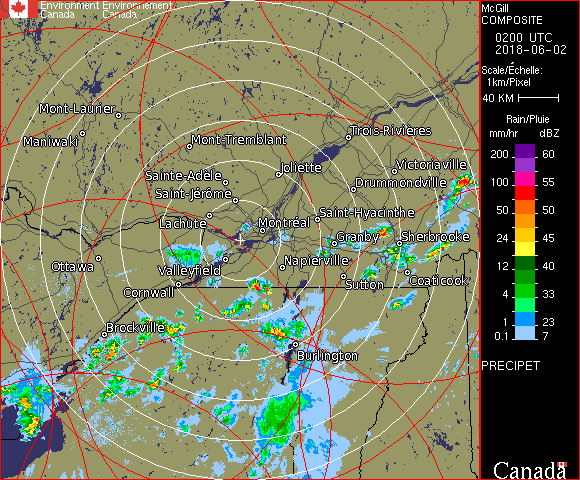 Environment Environnement
Canada Canada
McGill
COMPOSITE
0200 UTC
2018-06-02
Scale/Échelle:
1km/Pixel
40 KM
Rain/Pluie
mm/hr dBZ
200 60
100 55
50 50
24 45
12 40
4 33
1 23
0.1 7
PRECIPET
Canada
Mont-Laurier
Maniwaki
Mont-Tremblant
Trois-Rivières
Joliette
Victoriaville
Sainte-Adèle
Drummondville
Saint-Jérôme
Lachute
Montréal
Saint-Hyacinthe
Granby
Sherbrooke
Ottawa
Valleyfield
Napierville
Cornwall
Sutton
Coaticook
Brockville
Burlington